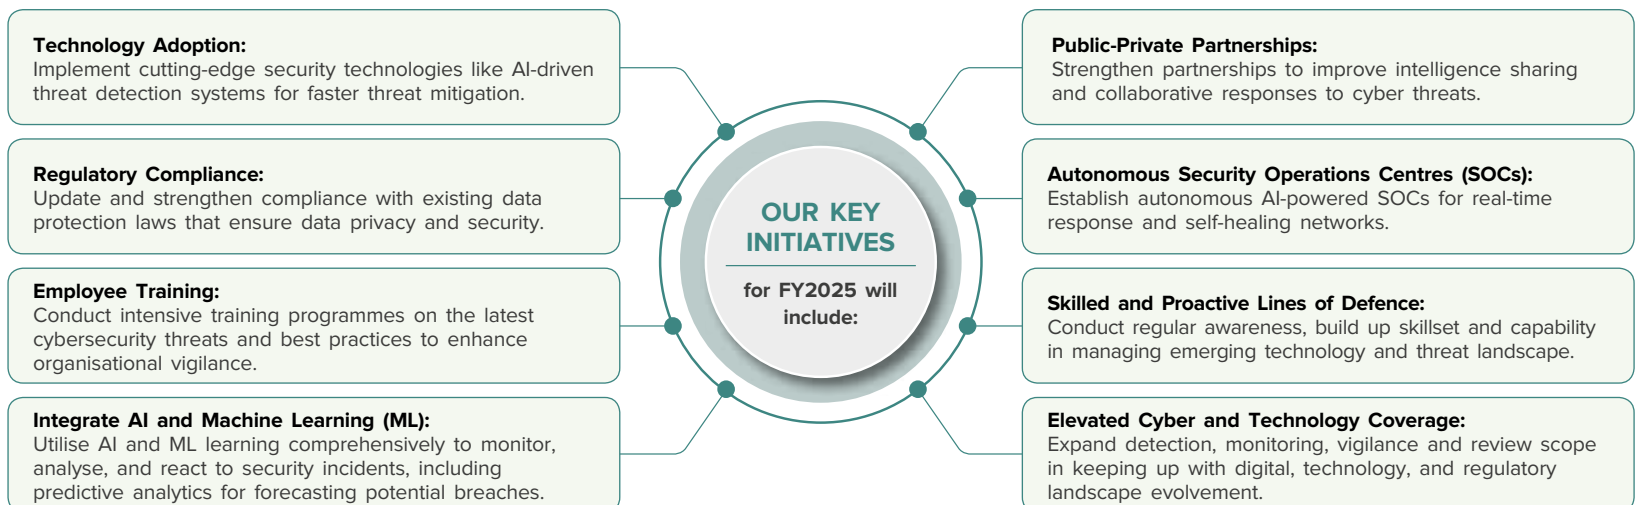 Technology Adoption:
Implement cutting-edge security technologies like AI-driven
threat detection systems for faster threat mitigation.
Regulatory Compliance:
Update and strengthen compliance with existing data
protection laws that ensure data privacy and security.
Employee Training:
Conduct intensive training programmes on the latest
cybersecurity threats and best practices to enhance
organisational vigilance.
Integrate AI and Machine Learning (ML):
Utilise AI and ML learning comprehensively to monitor,
analyse, and react to security incidents, including
predictive analytics for forecasting potential breaches.
OUR KEY
INITIATIVES
for FY2025 will
include:
Public-Private Partnerships:
Strengthen partnerships to improve intelligence sharing
and collaborative responses to cyber threats.
Autonomous Security Operations Centres (SOCs):
Establish autonomous AI-powered SOCs for real-time
response and self-healing networks.
Skilled and Proactive Lines of Defence:
Conduct regular awareness, build up skillset and capability
in managing emerging technology and threat landscape.
Elevated Cyber and Technology Coverage:
Expand detection, monitoring, vigilance and review scope
in keeping up with digital, technology, and regulatory
landscape evolvement.